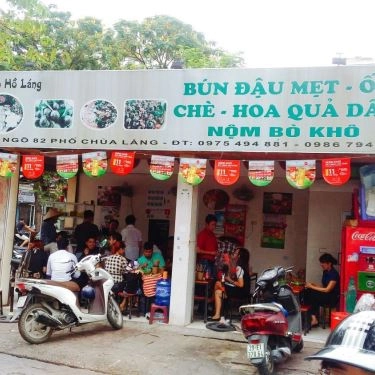 Hồ Láng
BÚN ĐẬU MẸT - Ố
CHÈ - HOA QUẢ DẦ
NỘM BÒ KHÔ
NGÕ 82 PHỐ CHÙA LÁNG - ĐT: 0975 494 881 - 0986 794
Coca-Cola